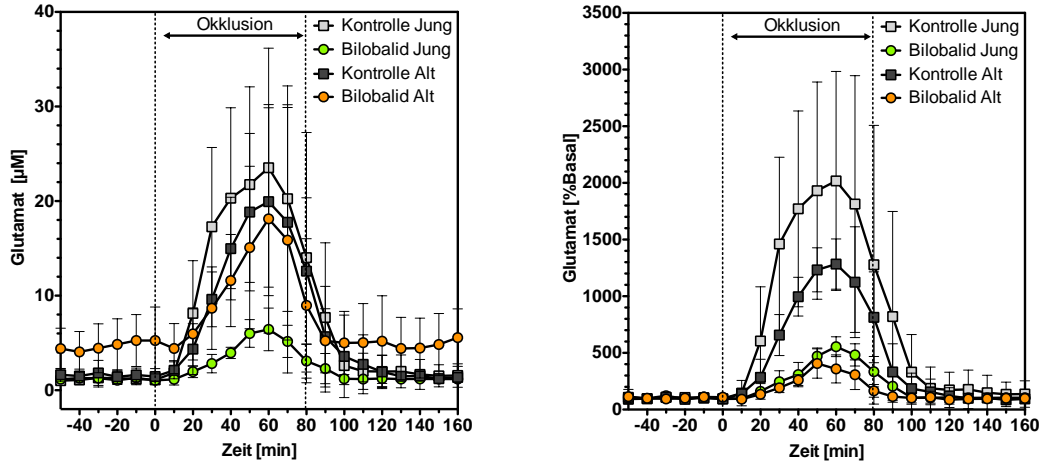 Okklusion
Kontrolle Jung
Bilobalid Jung
Kontrolle Alt
Bilobalid Alt
Glutamat [µM]
40
30
20
10
0
-40 -20 0 20 40 60 80 100 120 140 160
Zeit [min]
Okklusion
Kontrolle Jung
Bilobalid Jung
Kontrolle Alt
Bilobalid Alt
Glutamat [%Basal]
3500
3000
2500
2000
1500
1000
500
0
-40 -20 0 20 40 60 80 100 120 140 160
Zeit [min]